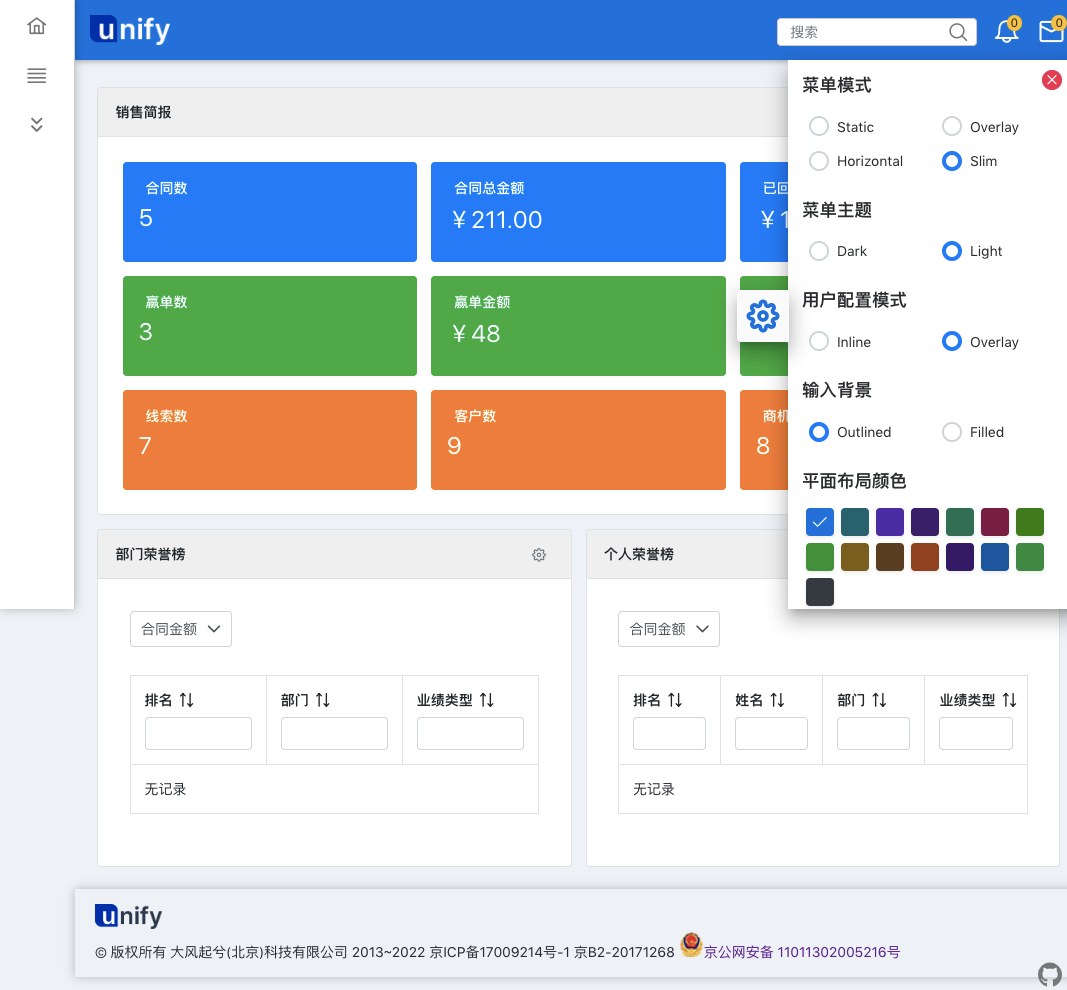 unify
搜索
0
0
销售简报
合同数
5
合同总金额
¥ 211.00
已回
¥ 1
赢单数
3
赢单金额
¥ 48
线索数
7
客户数
9
商机
8
菜单模式
Static
Overlay
Horizontal
Slim
菜单主题
Dark
Light
用户配置模式
Inline
Overlay
输入背景
Outlined
Filled
平面布局颜色
部门荣誉榜
合同金额
排名
部门
业绩类型
无记录
个人荣誉榜
合同金额
排名
姓名
部门
业绩类型
无记录
unify
© 版权所有 大风起兮(北京)科技有限公司 2013~2022 京ICP备17009214号-1 京B2-20171268 京公网安备 11011302005216号